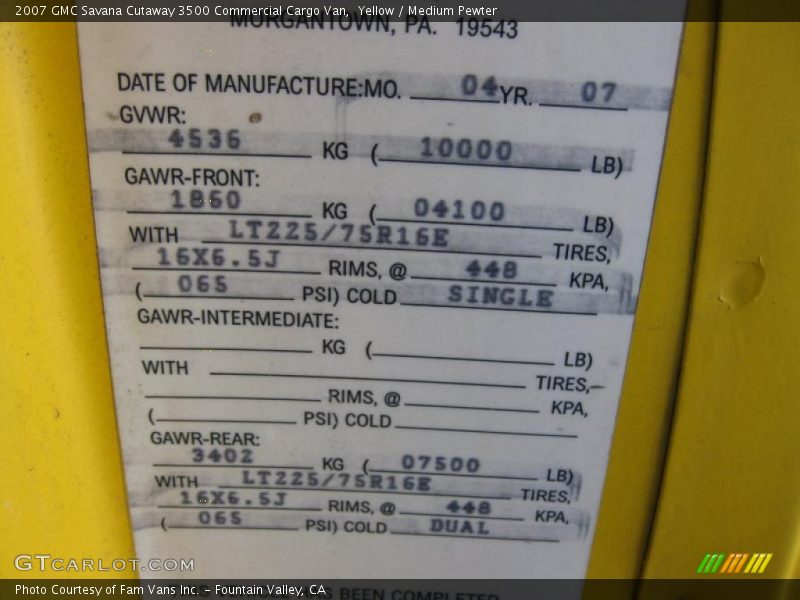 2007 GMC Savana Cutaway 3500 Commercial Cargo Van, Yellow / Medium Pewter
MORGANTOWN, PA. 19543
DATE OF MANUFACTURE:MO. 04 YR. 07
GVWR:
4536 KG ( 10000 LB)
GAWR-FRONT:
1860 KG ( 04100 LB)
WITH LT225/75R16E TIRES,
16X6.5J RIMS, @ 448 KPA,
( 065 PSI) COLD SINGLE
GAWR-INTERMEDIATE:
KG ( LB)
WITH TIRES,
RIMS, @ KPA,
( PSI) COLD
GAWR-REAR:
3402 KG ( 07500 LB)
WITH LT225/75R16E TIRES,
16X6.5J RIMS, @ 448 KPA,
( 065 PSI) COLD DUAL
GTCARLOT.COM
BEEN COMPLETED
Photo Courtesy of Fam Vans Inc. – Fountain Valley, CA